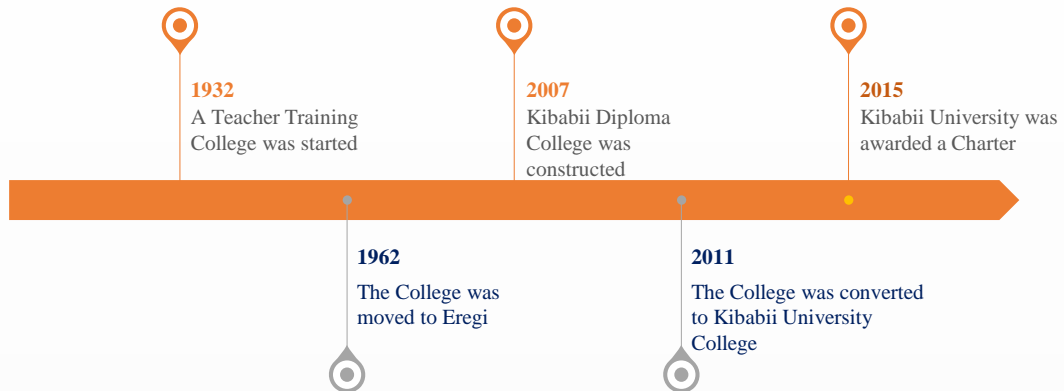 1932
A Teacher Training
College was started
2007
Kibabii Diploma
College was
constructed
2015
Kibabii University was
awarded a Charter
1962
The College was
moved to Eregi
2011
The College was converted
to Kibabii University
College